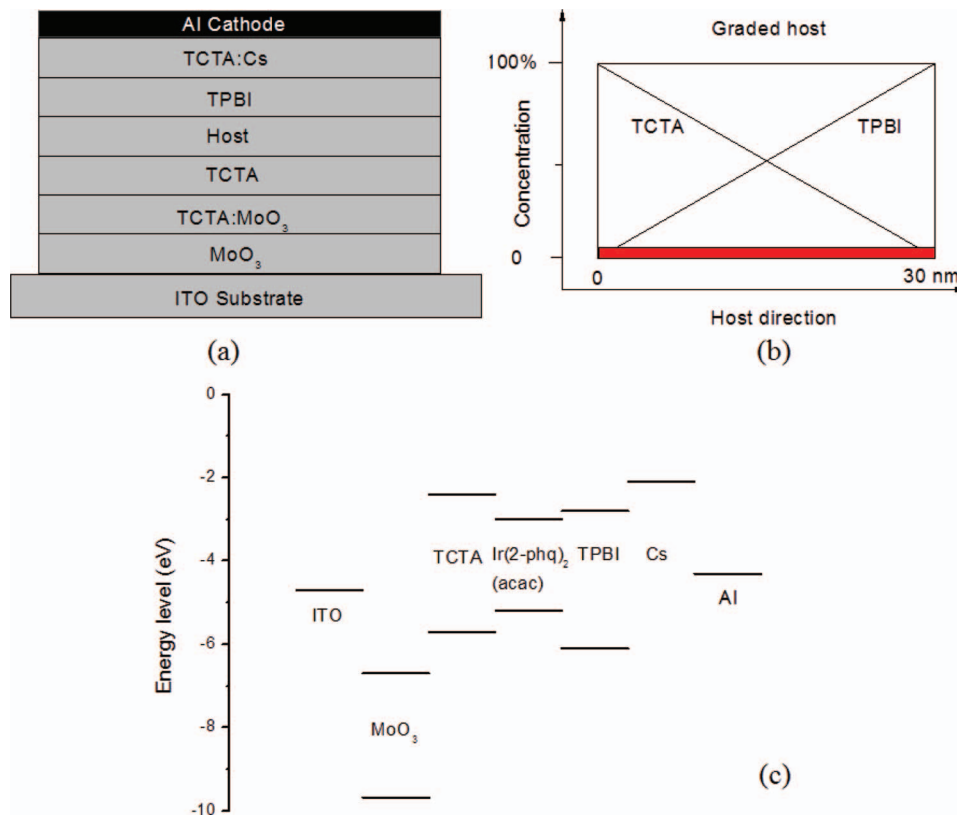 Al Cathode
TCTA:Cs
TPBI
Host
TCTA
TCTA:MoO₃
MoO₃
ITO Substrate
(a)
Graded host
100%
Concentration
TCTA
TPBI
0
0
30 nm
Host direction
(b)
Energy level (eV)
0
-2
-4
-6
-8
-10
ITO
MoO₃
TCTA
Ir(2-phq)₂
(acac)
TPBI
Cs
Al
(c)